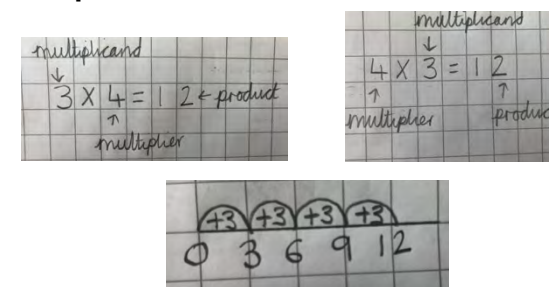 multiplicand
↓
3 × 4 = 12 ← product
↑
multiplier
multiplicand
↓
4 × 3 = 12
↑ ↑
multiplier produc
+3 +3 +3 +3
0 3 6 9 12